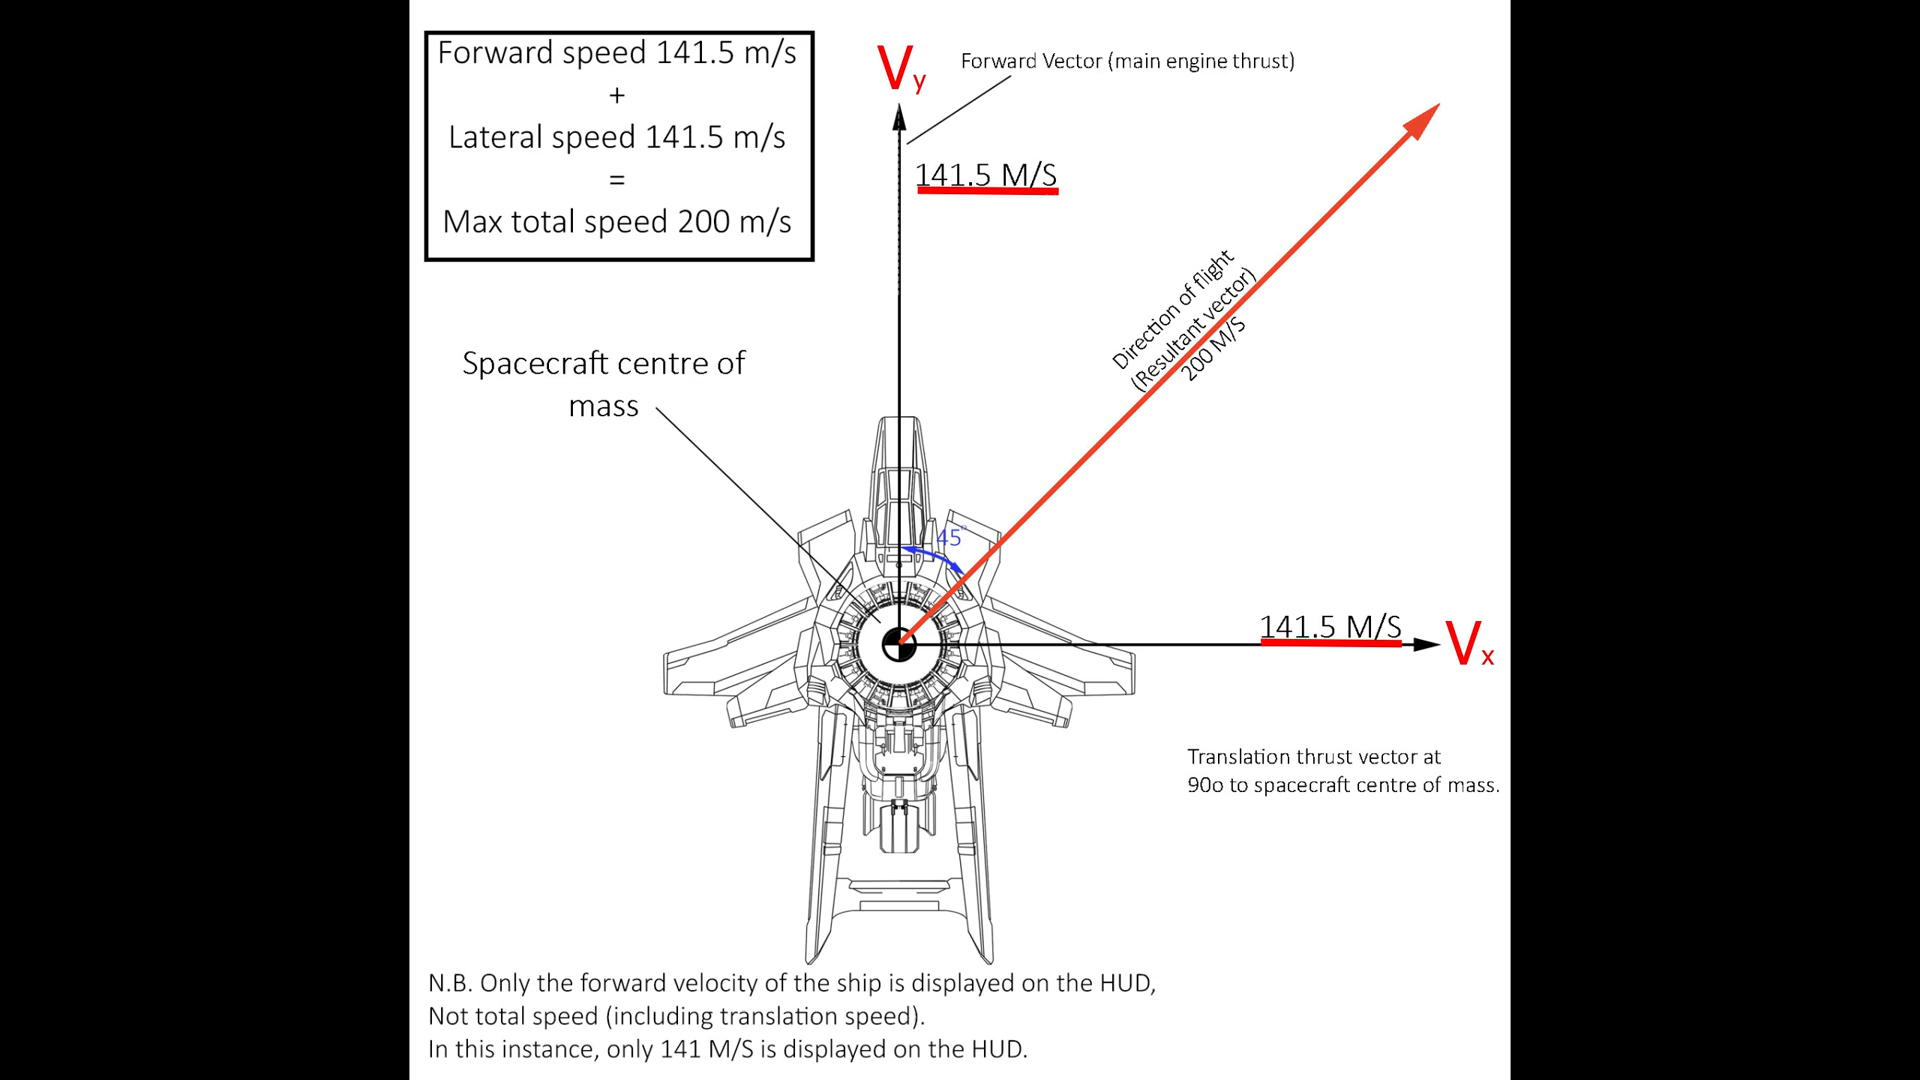 Forward speed 141.5 m/s
+
Lateral speed 141.5 m/s
=
Max total speed 200 m/s
Vy
Forward Vector (main engine thrust)
141.5 M/S
Direction of flight
(Resultant vector)
200 M/S
Spacecraft centre of
mass
45°
141.5 M/S
Vx
Translation thrust vector at
90o to spacecraft centre of mass.
N.B. Only the forward velocity of the ship is displayed on the HUD,
Not total speed (including translation speed).
In this instance, only 141 M/S is displayed on the HUD.